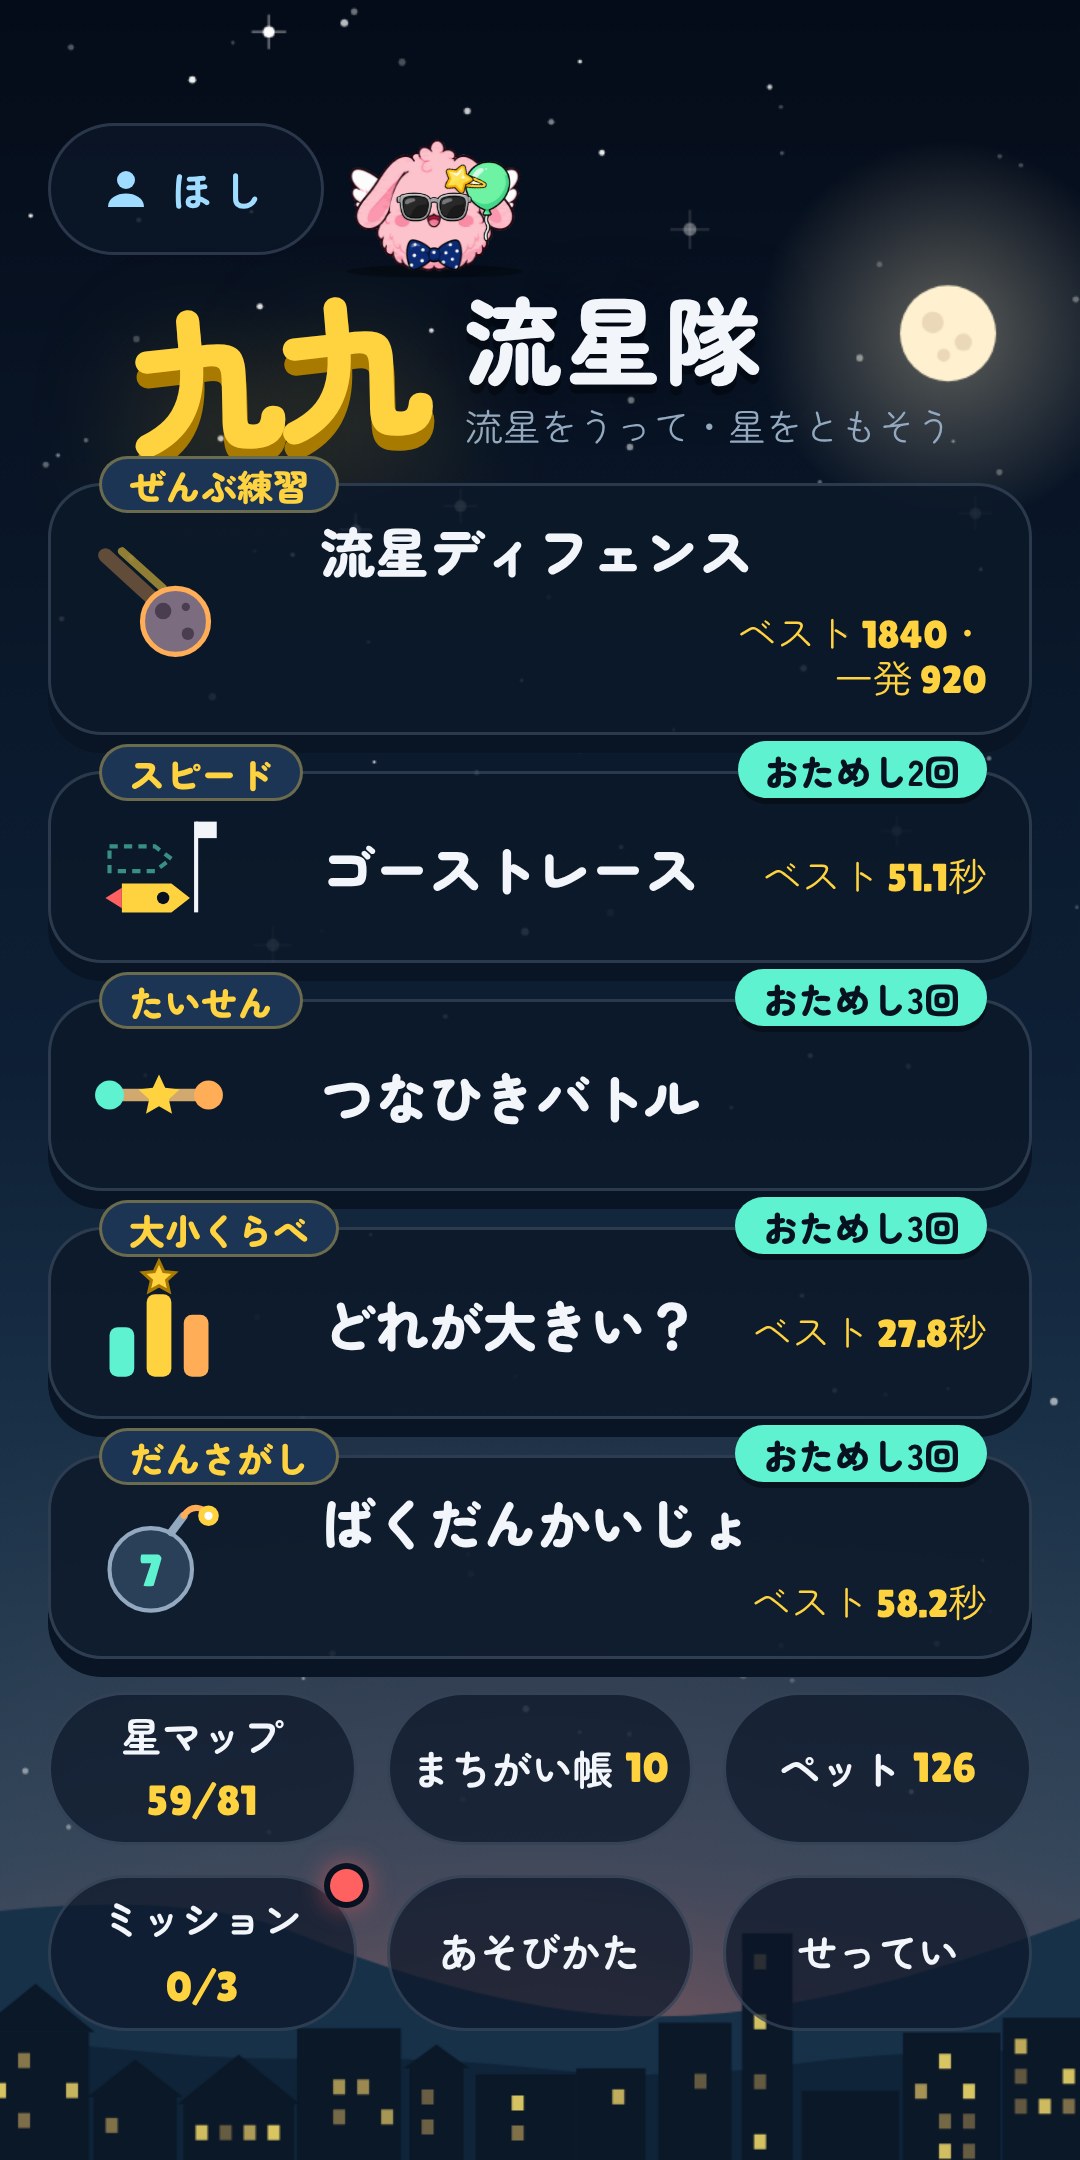 ほし
九九 流星隊
流星をうって・星をともそう。
ぜんぶ練習
流星ディフェンス
ベスト 1840・
一発 920
スピード
おためし2回
ゴーストレース
ベスト 51.1秒
たいせん
おためし3回
つなひきバトル
大小くらべ
おためし3回
どれが大きい？
ベスト 27.8秒
だんさがし
おためし3回
7
ばくだんかいじょ
ベスト 58.2秒
星マップ
59/81
まちがい帳 10
ペット 126
ミッション
0/3
あそびかた
せってい